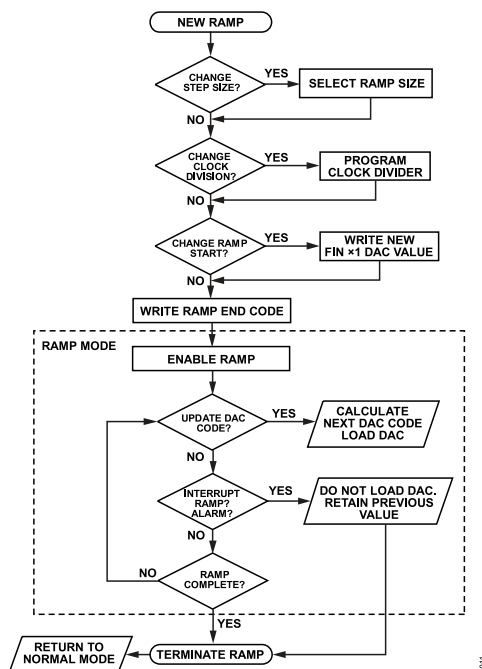 NEW RAMP
CHANGE
STEP SIZE?
YES
SELECT RAMP SIZE
NO
CHANGE
CLOCK
DIVISION?
YES
PROGRAM
CLOCK DIVIDER
NO
CHANGE RAMP
START?
YES
WRITE NEW
FIN ×1 DAC VALUE
NO
WRITE RAMP END CODE
RAMP MODE
ENABLE RAMP
UPDATE DAC
CODE?
YES
CALCULATE
NEXT DAC CODE
LOAD DAC
NO
INTERRUPT
RAMP?
ALARM?
YES
DO NOT LOAD DAC.
RETAIN PREVIOUS
VALUE
NO
NO
RAMP
COMPLETE?
YES
RETURN TO
NORMAL MODE
TERMINATE RAMP